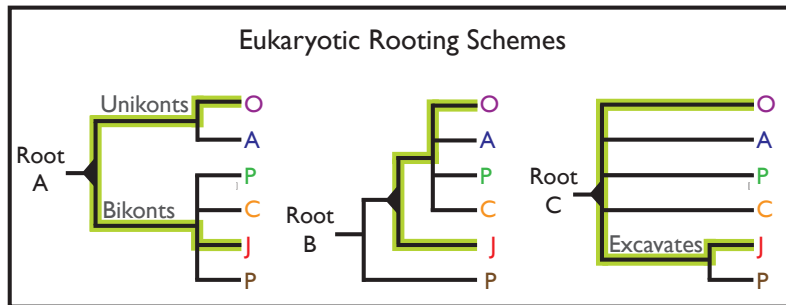 Eukaryotic Rooting Schemes
Root
A
Unikonts
Bikonts
O
A
P
C
J
P
Root
B
O
A
P
C
J
P
Root
C
Excavates
O
A
P
C
J
P